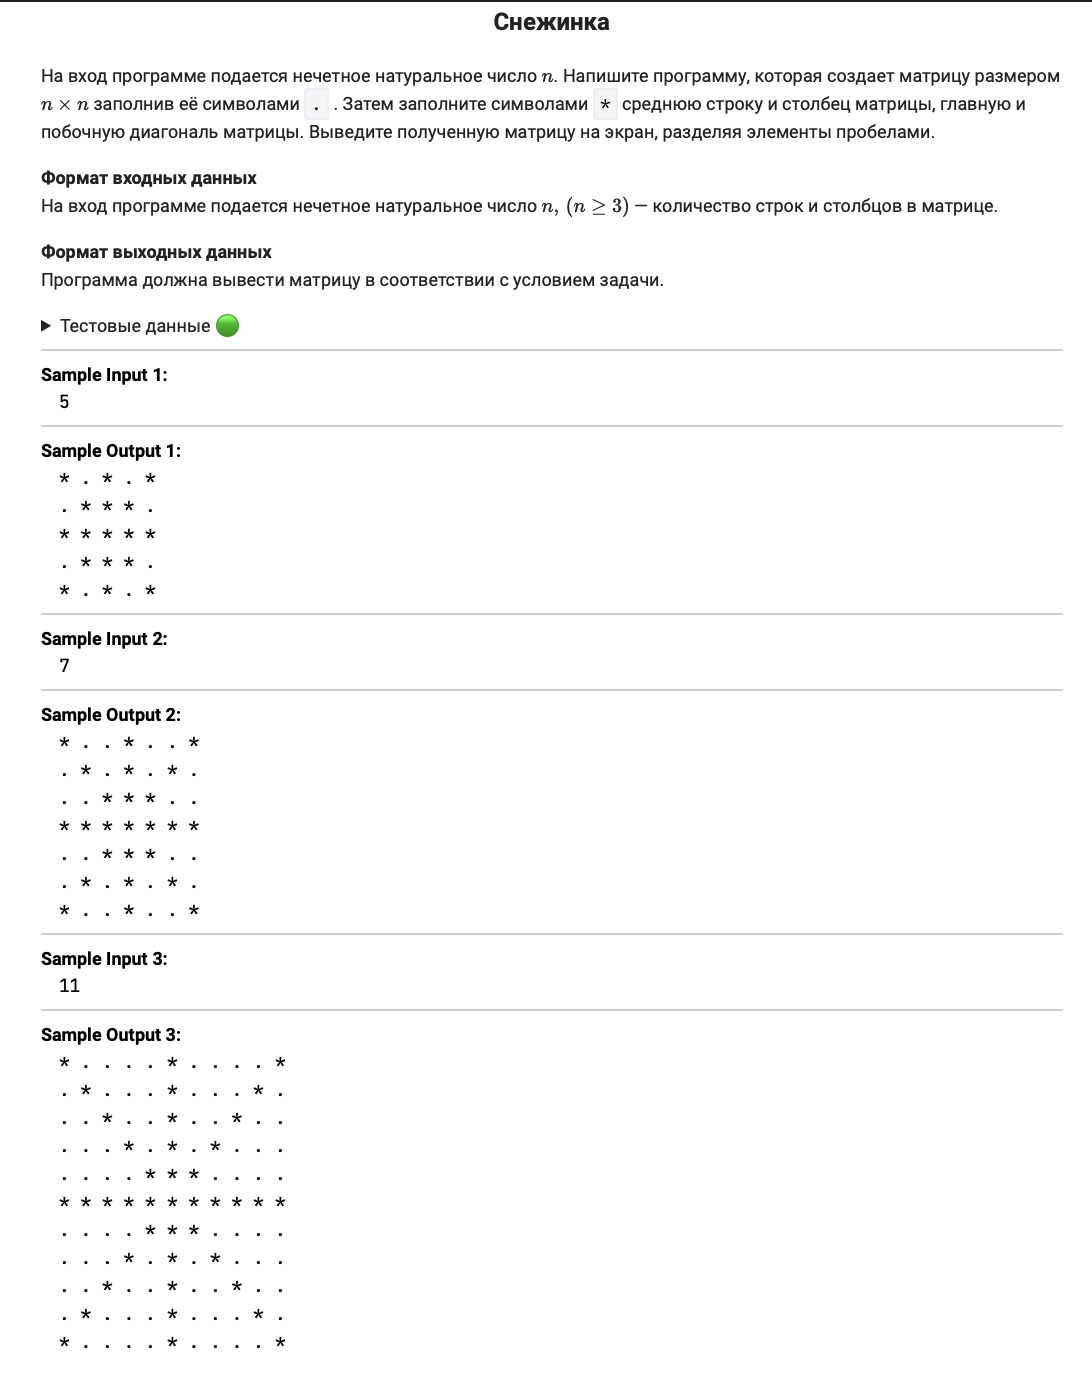 Снежинка
На вход программе подается нечетное натуральное число n. Напишите программу, которая создает матрицу размером
n × n заполнив её символами . . Затем заполните символами * среднюю строку и столбец матрицы, главную и
побочную диагональ матрицы. Выведите полученную матрицу на экран, разделяя элементы пробелами.
Формат входных данных
На вход программе подается нечетное натуральное число n, (n ≥ 3) — количество строк и столбцов в матрице.
Формат выходных данных
Программа должна вывести матрицу в соответствии с условием задачи.
▶ Тестовые данные 🟢
Sample Input 1:
5
Sample Output 1:
* . * . *
. * * * .
* * * * *
. * * * .
* . * . *
Sample Input 2:
7
Sample Output 2:
* . . * . . *
. * . * . * .
. . * * * . .
* * * * * * *
. . * * * . .
. * . * . * .
* . . * . . *
Sample Input 3:
11
Sample Output 3:
* . . . . * . . . . *
. * . . . * . . . * .
. . * . . * . . * . .
. . . * . * . * . . .
. . . . * * * . . . .
* * * * * * * * * * *
. . . . * * * . . . .
. . . * . * . * . . .
. . * . . * . . * . .
. * . . . * . . . * .
* . . . . * . . . . *